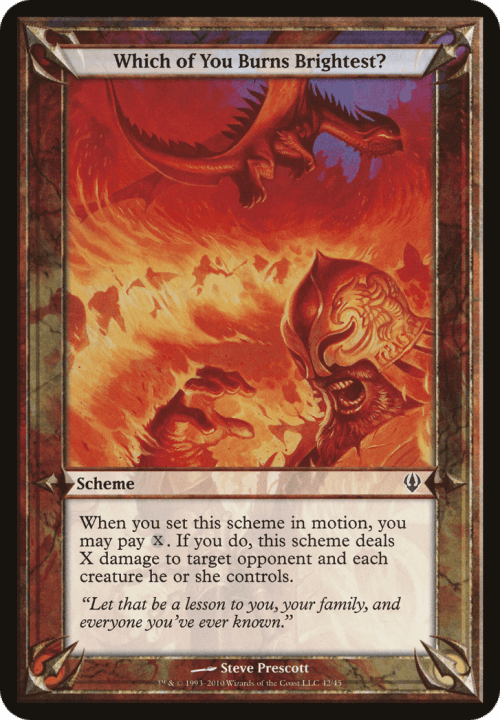 Which of You Burns Brightest?
Scheme
When you set this scheme in motion, you
may pay X. If you do, this scheme deals
X damage to target opponent and each
creature he or she controls.
“Let that be a lesson to you, your family, and
everyone you’ve ever known.”
Steve Prescott
™ & © 1993–2010 Wizards of the Coast LLC 42/45